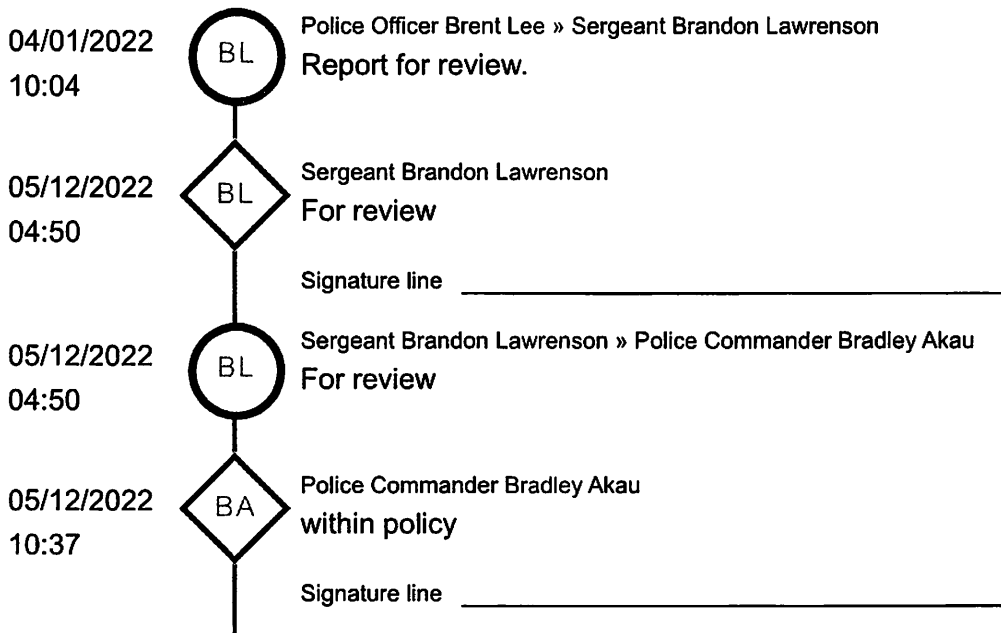 04/01/2022
10:04
BL
Police Officer Brent Lee » Sergeant Brandon Lawrenson
Report for review.
05/12/2022
04:50
BL
Sergeant Brandon Lawrenson
For review
Signature line
05/12/2022
04:50
BL
Sergeant Brandon Lawrenson » Police Commander Bradley Akau
For review
05/12/2022
10:37
BA
Police Commander Bradley Akau
within policy
Signature line